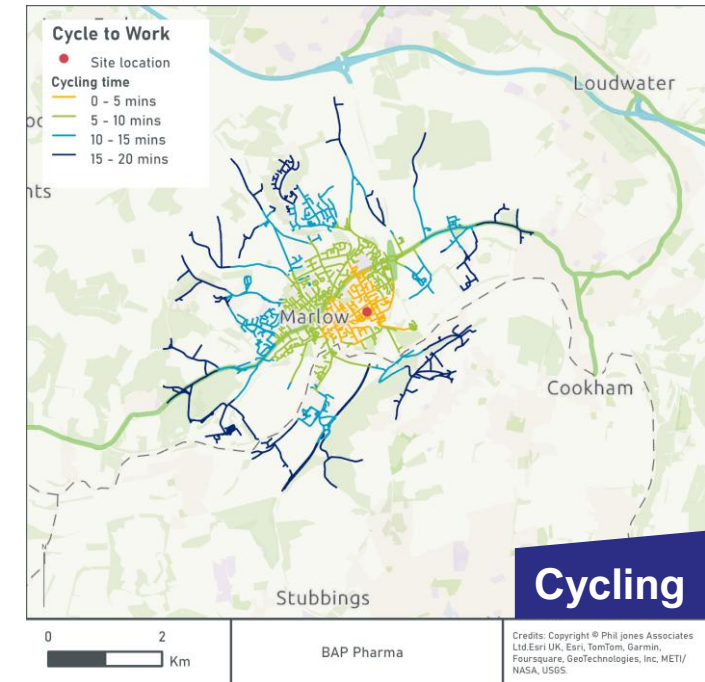 Cycle to Work
Site location
Cycling time
0 - 5 mins
5 - 10 mins
10 - 15 mins
15 - 20 mins
Loudwater
nts
Marlow
Cookham
N
Stubbings
Cycling
0 2
Km
BAP Pharma
Credits: Copyright © Phil jones Associates
Ltd.Esri UK, Esri, TomTom, Garmin,
Foursquare, GeoTechnologies, Inc, METI/
NASA, USGS.